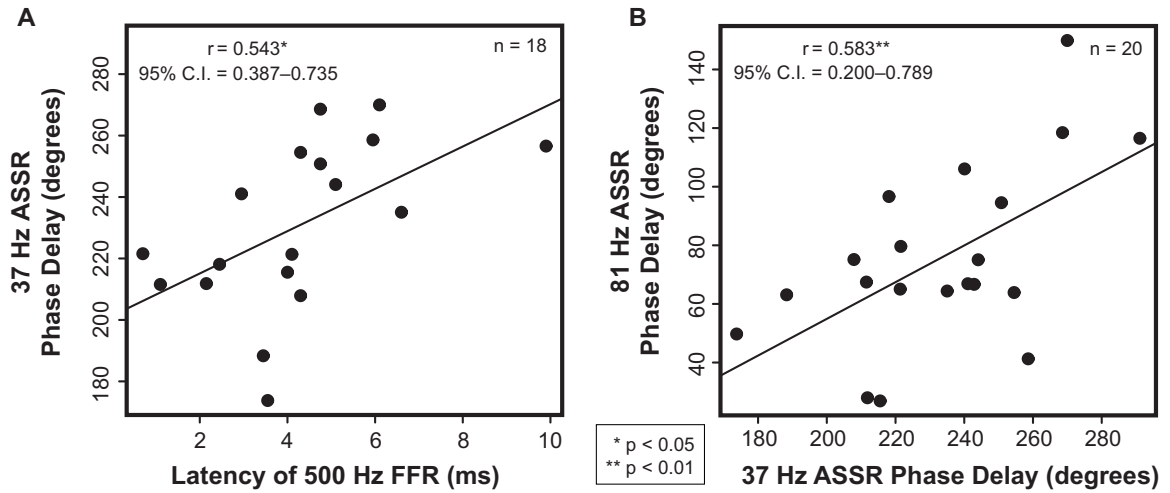 A
r = 0.543*
n = 18
95% C.I. = 0.387–0.735
37 Hz ASSR
Phase Delay (degrees)
280
260
240
220
200
180
2 4 6 8 10
Latency of 500 Hz FFR (ms)
B
r = 0.583**
n = 20
95% C.I. = 0.200–0.789
81 Hz ASSR
Phase Delay (degrees)
140
120
100
80
60
40
180 200 220 240 260 280
37 Hz ASSR Phase Delay (degrees)
* p < 0.05
** p < 0.01